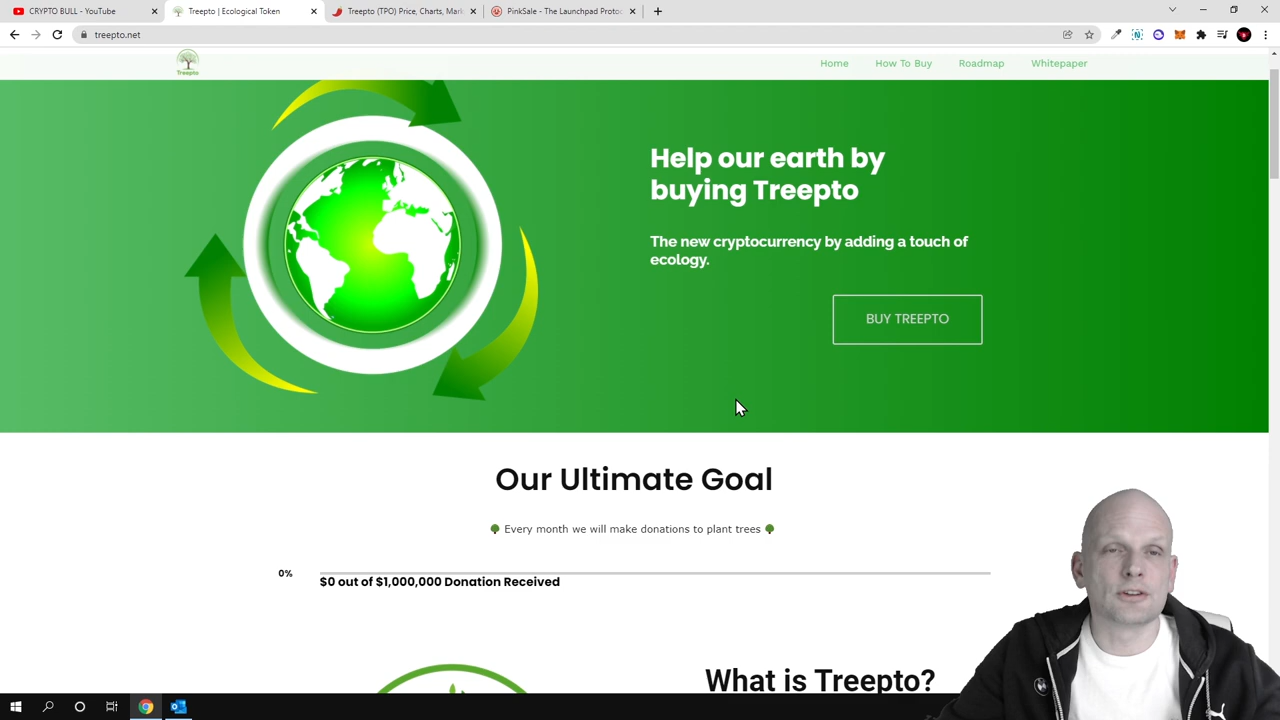 CRYPTO BULL - YouTube
Treepto | Ecological Token
Treepto (TPO) Price, Charts, Mark
PinkSale - The Launchpad Protoc
treepto.net
Treepto
Home
How To Buy
Roadmap
Whitepaper
Help our earth by
buying Treepto
The new cryptocurrency by adding a touch of
ecology.
BUY TREEPTO
Our Ultimate Goal
Every month we will make donations to plant trees
0%
$0 out of $1,000,000 Donation Received
What is Treepto?